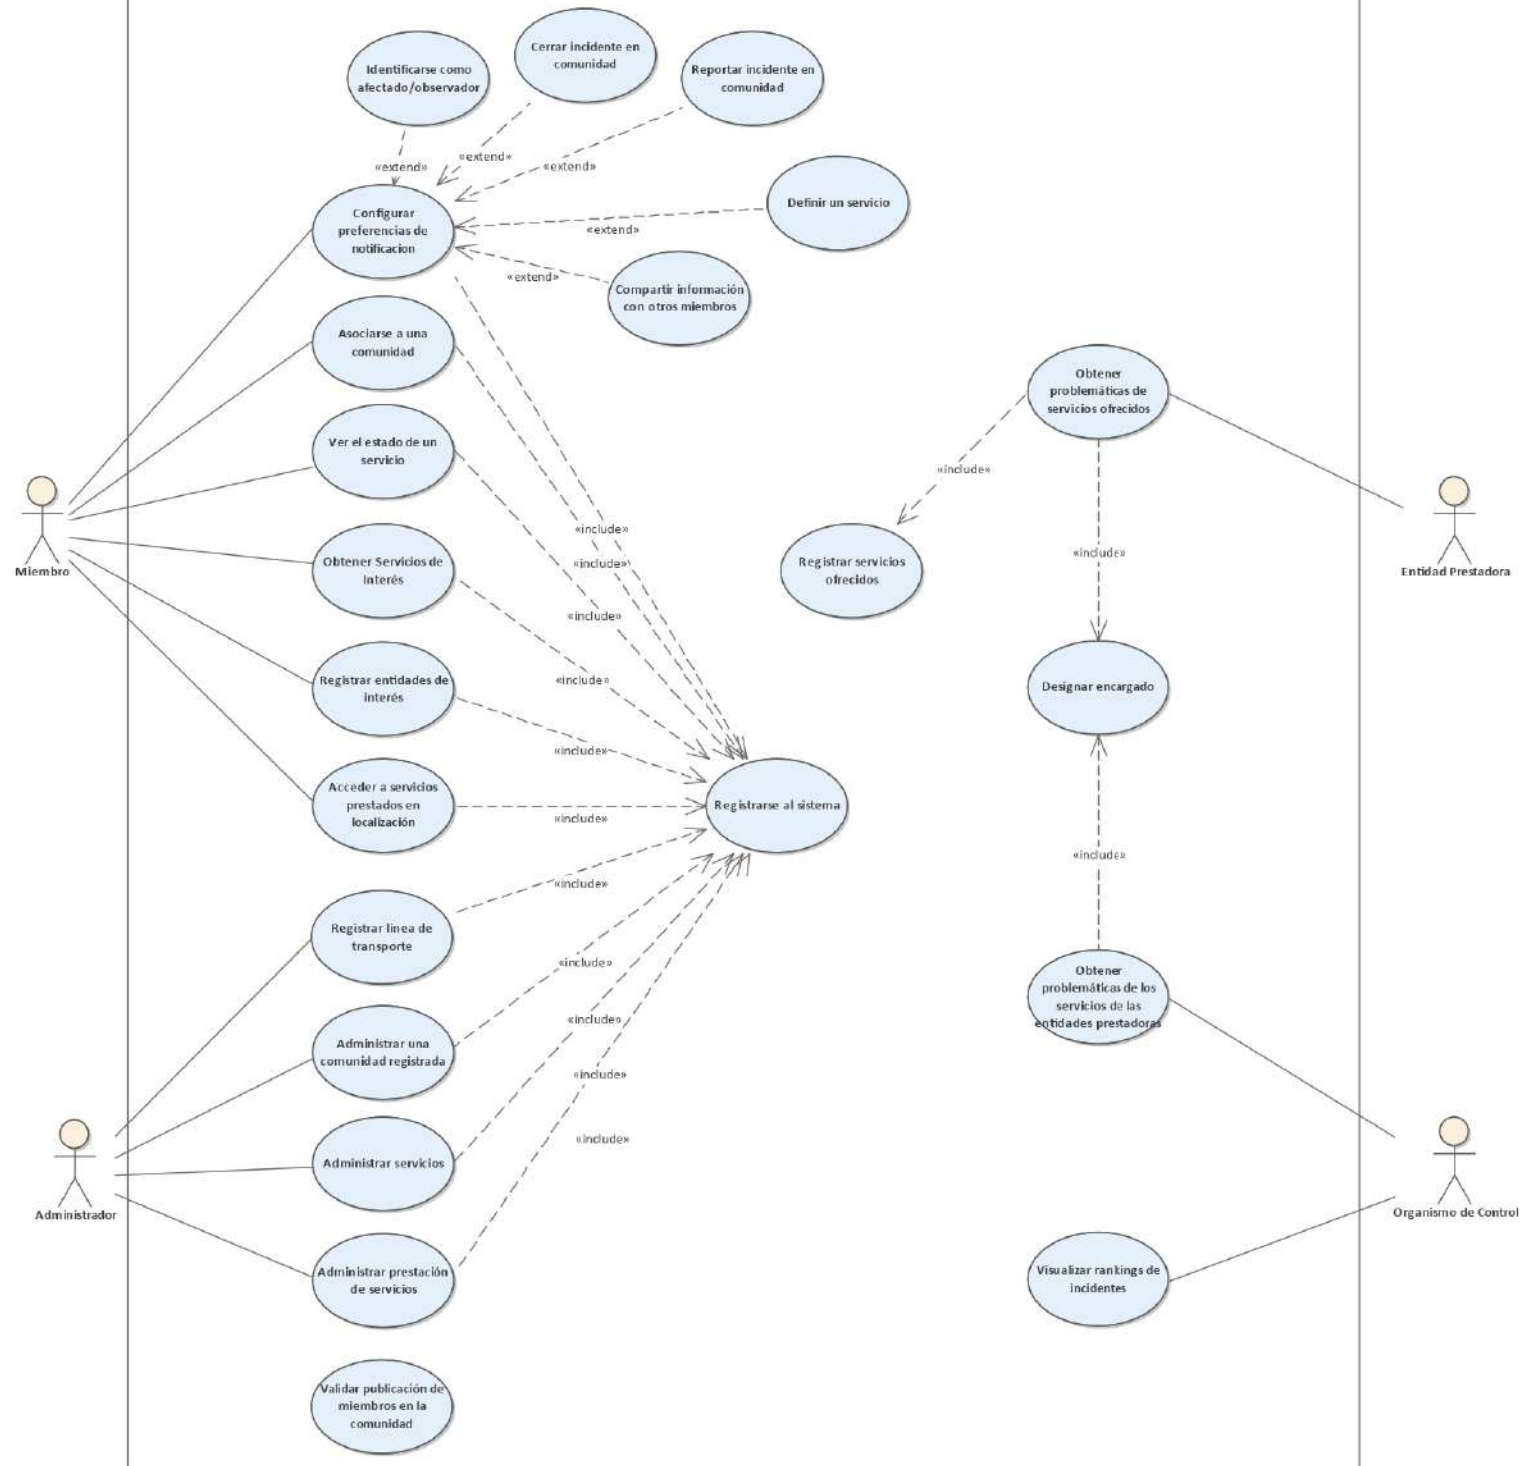 Identificarse como
afectado/observador
Cerrar incidente en
comunidad
Reportar incidente en
comunidad
«extend»
«extend»
«extend»
Definir un servicio
«extend»
Configurar
preferencias de
notificacion
Compartir información
con otros miembros
«extend»
Asociarse a una
comunidad
Ver el estado de un
servicio
Obtener Servicios de
Interés
Registrar entidades de
interés
Acceder a servicios
prestados en
localización
Miembro
«include»
«include»
«include»
«include»
«include»
«include»
Registrarse al sistema
«include»
«include»
«include»
«include»
Registrar linea de
transporte
Administrar una
comunidad registrada
Administrar servicios
Administrar prestación
de servicios
Administrador
Validar publicación de
miembros en la
comunidad
Obtener
problemáticas de
servicios ofrecidos
«include»
Registrar servicios
ofrecidos
«include»
Entidad Prestadora
Designar encargado
«include»
Obtener
problemáticas de los
servicios de las
entidades prestadoras
Organismo de Control
Visualizar rankings de
incidentes